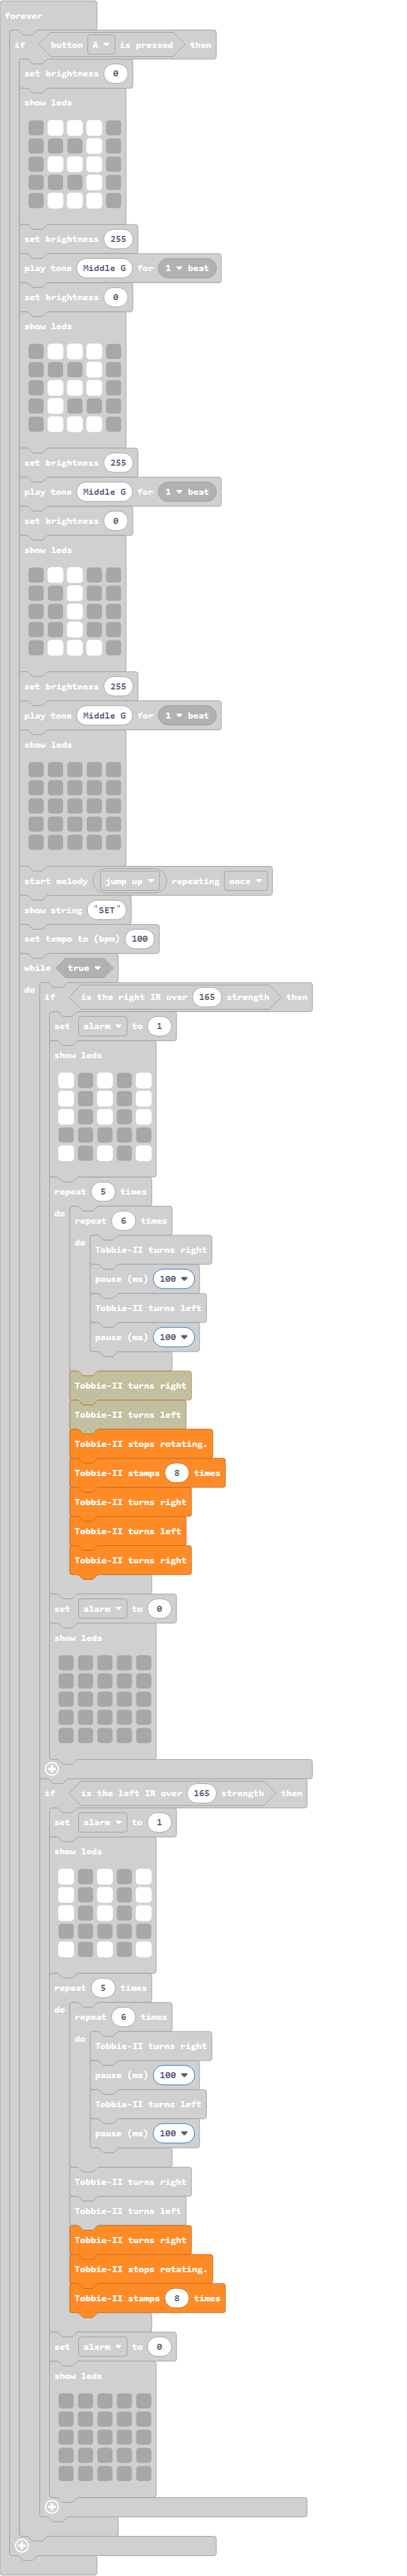 forever
if button A is pressed then
set brightness 0
show leds
set brightness 255
play tone Middle G for 1 beat
set brightness 0
show leds
set brightness 255
play tone Middle G for 1 beat
set brightness 0
show leds
set brightness 255
play tone Middle G for 1 beat
show leds
start melody jump up repeating once
show string "SET"
set tempo to (bpm) 100
while true
do
if is the right IR over 165 strength then
set alarm to 1
show leds
repeat 5 times
do
repeat 6 times
do
Tobbie-II turns right
pause (ms) 100
Tobbie-II turns left
pause (ms) 100
Tobbie-II turns right
Tobbie-II turns left
Tobbie-II stops rotating.
Tobbie-II stamps 8 times
Tobbie-II turns right
Tobbie-II turns left
Tobbie-II turns right
set alarm to 0
show leds
if is the left IR over 165 strength then
set alarm to 1
show leds
repeat 5 times
do
repeat 6 times
do
Tobbie-II turns right
pause (ms) 100
Tobbie-II turns left
pause (ms) 100
Tobbie-II turns right
Tobbie-II turns left
Tobbie-II turns right
Tobbie-II stops rotating.
Tobbie-II stamps 8 times
set alarm to 0
show leds